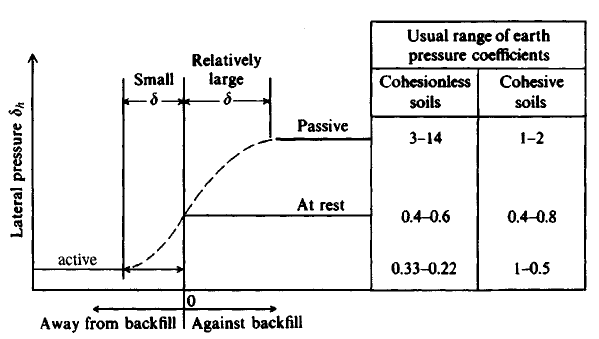 Usual range of earth
pressure coefficients
Cohesionless
soils
Cohesive
soils
Relatively
large
Small
δ
δ
Lateral pressure δh
Passive
3–14
1–2
At rest
0.4–0.6
0.4–0.8
active
0.33–0.22
1–0.5
0
Away from backfill
Against backfill